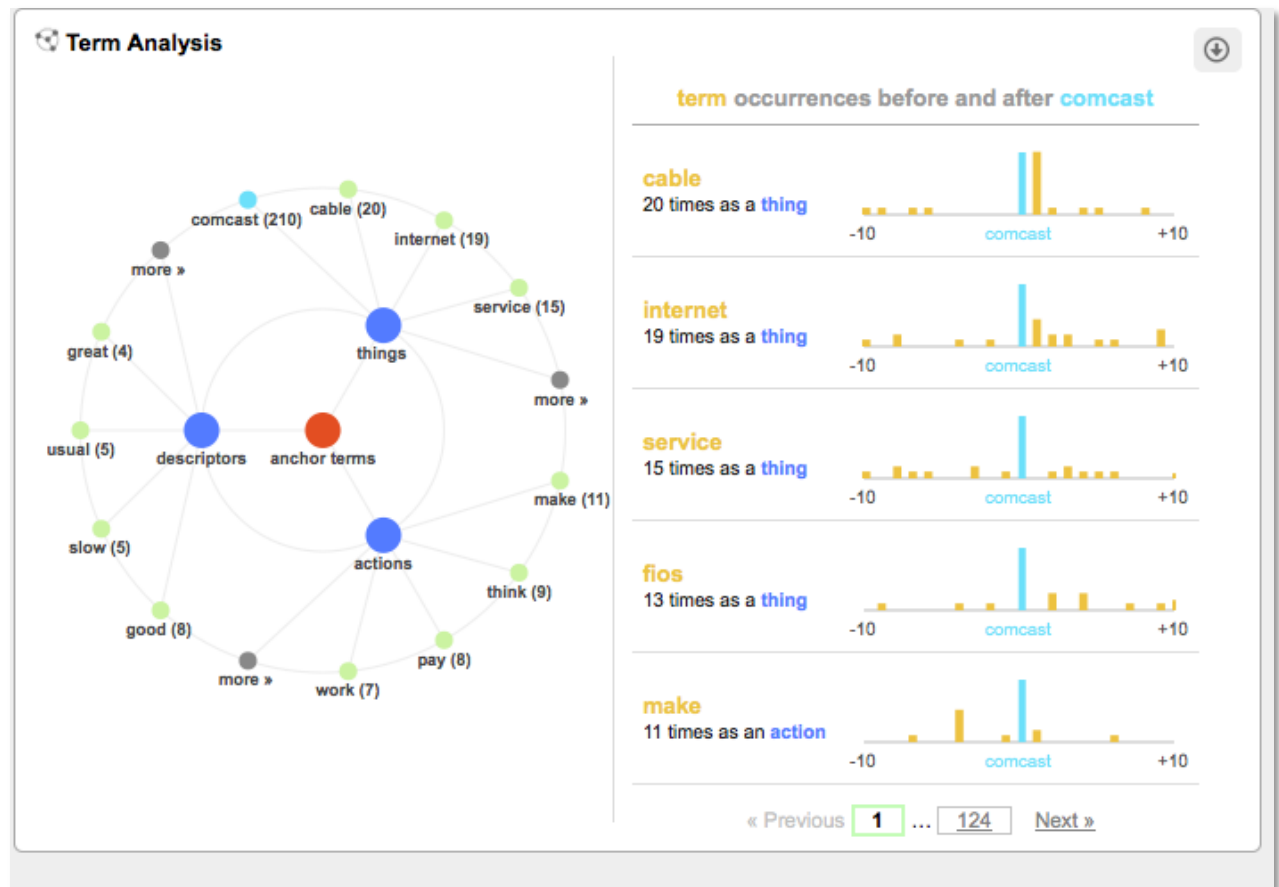 Term Analysis
comcast (210)
cable (20)
internet (19)
service (15)
more »
things
more »
great (4)
usual (5)
descriptors
anchor terms
slow (5)
good (8)
more »
actions
make (11)
think (9)
pay (8)
work (7)
term occurrences before and after comcast
cable
20 times as a thing
-10 comcast +10
internet
19 times as a thing
-10 comcast +10
service
15 times as a thing
-10 comcast +10
fios
13 times as a thing
-10 comcast +10
make
11 times as an action
-10 comcast +10
« Previous 1 ... 124 Next »